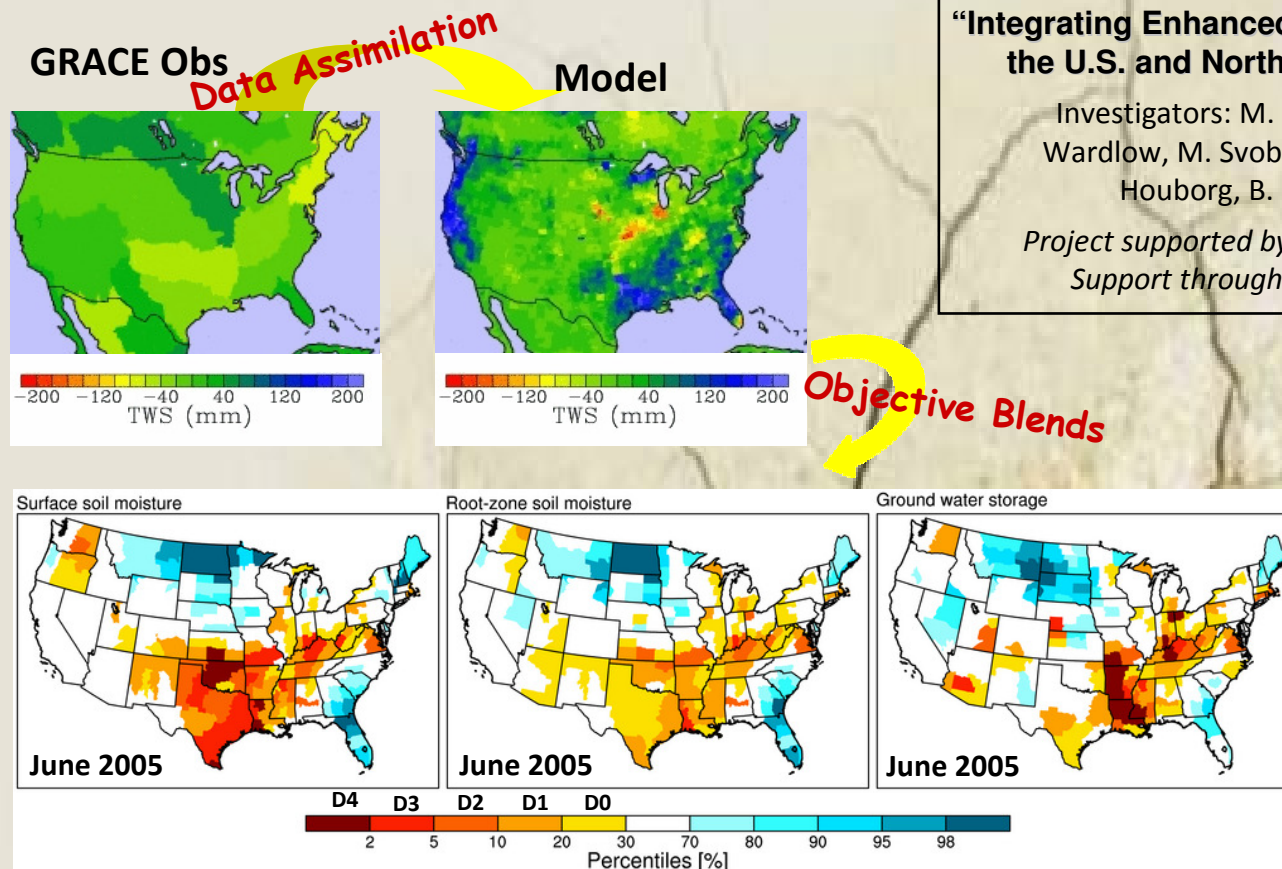 GRACE Obs
Data Assimilation
Model
“Integrating Enhanced
the U.S. and North
Investigators: M.
Wardlow, M. Svob
Houborg, B.
Project supported by
Support through
-200 -120 -40 40 120 200
TWS (mm)
-200 -120 -40 40 120 200
TWS (mm)
Objective Blends
Surface soil moisture
Root-zone soil moisture
Ground water storage
June 2005
June 2005
June 2005
D4 D3 D2 D1 D0
2 5 10 20 30 70 80 90 95 98
Percentiles [%]